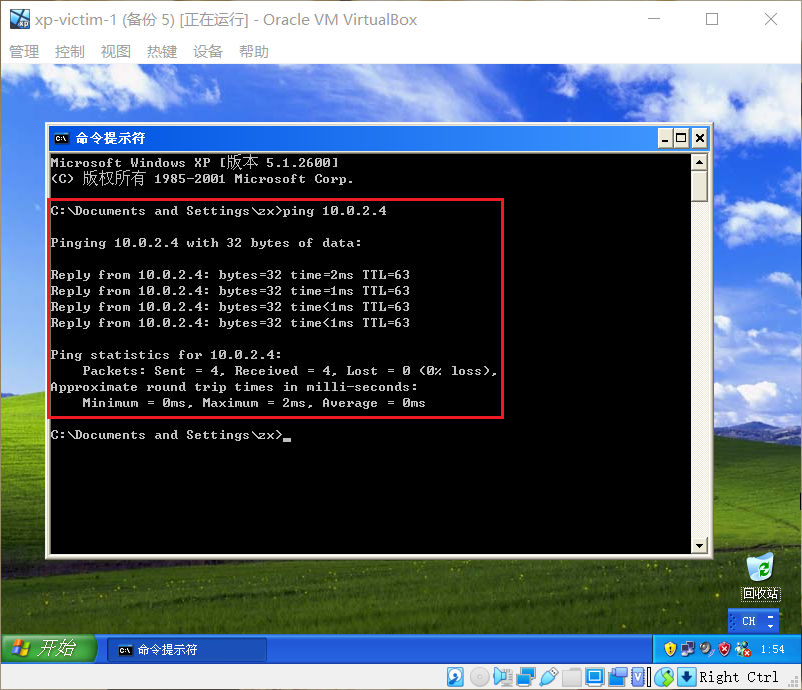 xp-victim-1 (备份 5) [正在运行] - Oracle VM VirtualBox
管理 控制 视图 热键 设备 帮助
命令提示符
Microsoft Windows XP [版本 5.1.2600]
(C) 版权所有 1985-2001 Microsoft Corp.
C:\Documents and Settings\zx>ping 10.0.2.4
Pinging 10.0.2.4 with 32 bytes of data:
Reply from 10.0.2.4: bytes=32 time=2ms TTL=63
Reply from 10.0.2.4: bytes=32 time=1ms TTL=63
Reply from 10.0.2.4: bytes=32 time<1ms TTL=63
Reply from 10.0.2.4: bytes=32 time<1ms TTL=63
Ping statistics for 10.0.2.4:
Packets: Sent = 4, Received = 4, Lost = 0 (0% loss),
Approximate round trip times in milli-seconds:
Minimum = 0ms, Maximum = 2ms, Average = 0ms
C:\Documents and Settings\zx>
回收站
CH
开始
命令提示符
1:54
Right Ctrl